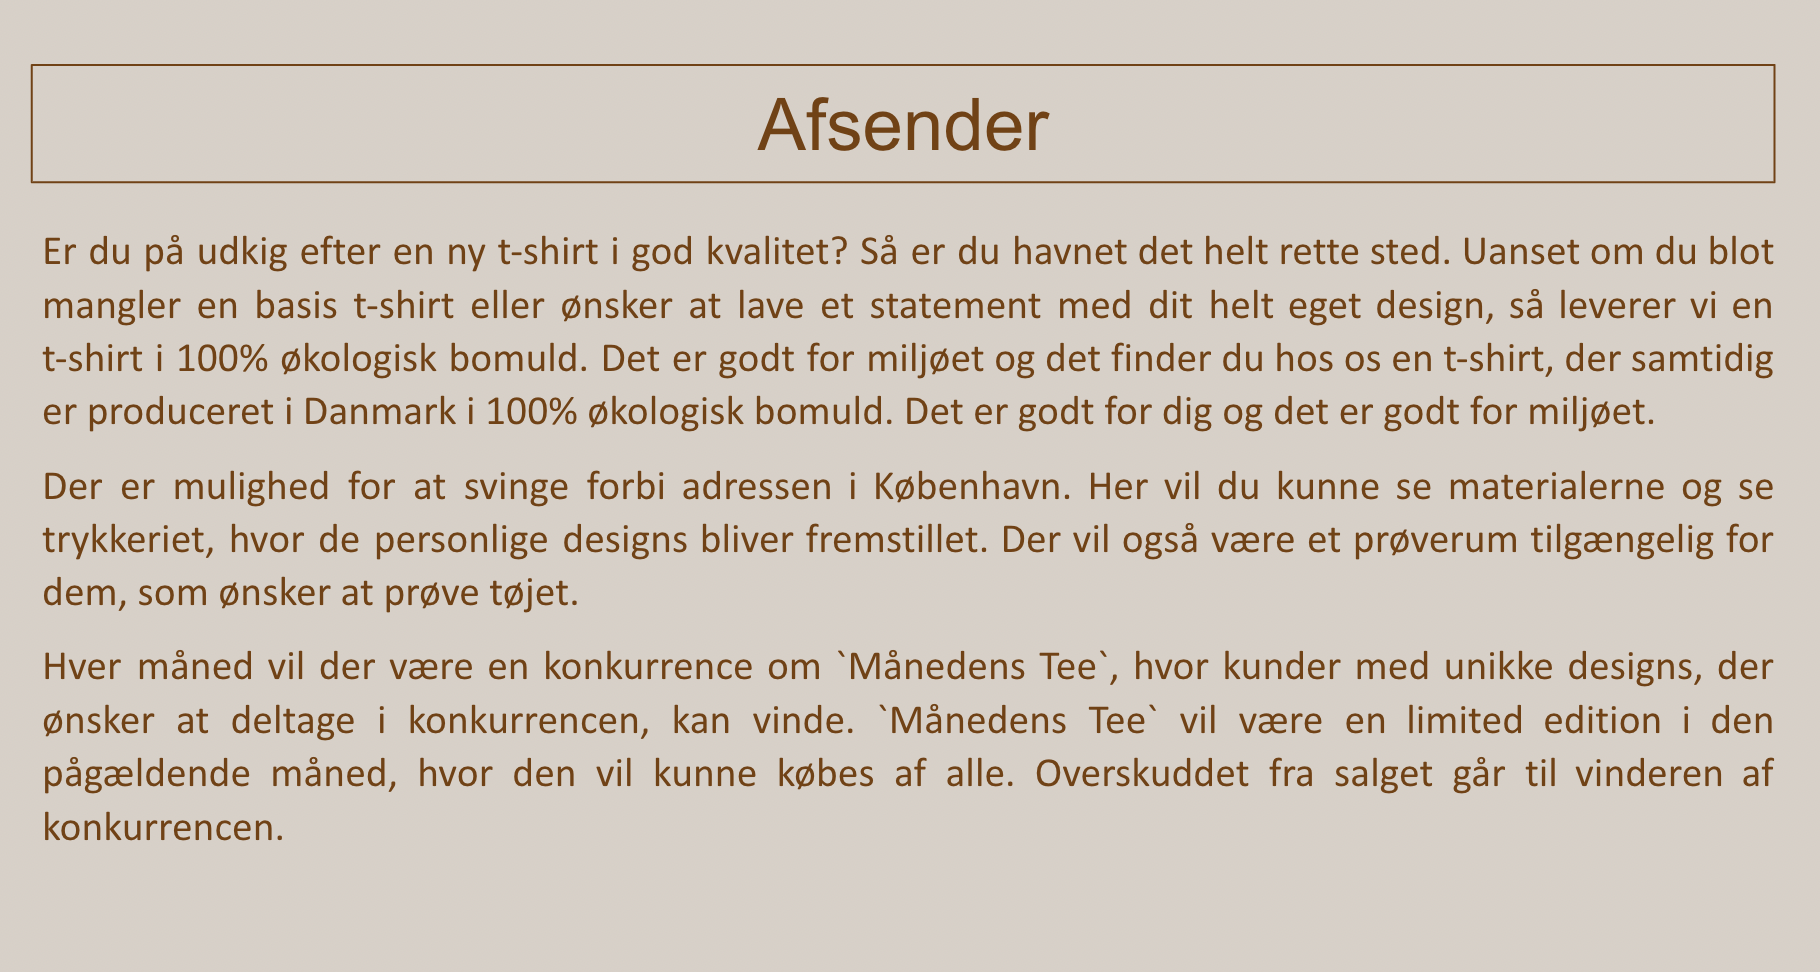 Afsender
Er du på udkig efter en ny t-shirt i god kvalitet? Så er du havnet det helt rette sted. Uanset om du blot
mangler en basis t-shirt eller ønsker at lave et statement med dit helt eget design, så leverer vi en
t-shirt i 100% økologisk bomuld. Det er godt for miljøet og det finder du hos os en t-shirt, der samtidig
er produceret i Danmark i 100% økologisk bomuld. Det er godt for dig og det er godt for miljøet.
Der er mulighed for at svinge forbi adressen i København. Her vil du kunne se materialerne og se
trykkeriet, hvor de personlige designs bliver fremstillet. Der vil også være et prøverum tilgængelig for
dem, som ønsker at prøve tøjet.
Hver måned vil der være en konkurrence om `Månedens Tee`, hvor kunder med unikke designs, der
ønsker at deltage i konkurrencen, kan vinde. `Månedens Tee` vil være en limited edition i den
pågældende måned, hvor den vil kunne købes af alle. Overskuddet fra salget går til vinderen af
konkurrencen.